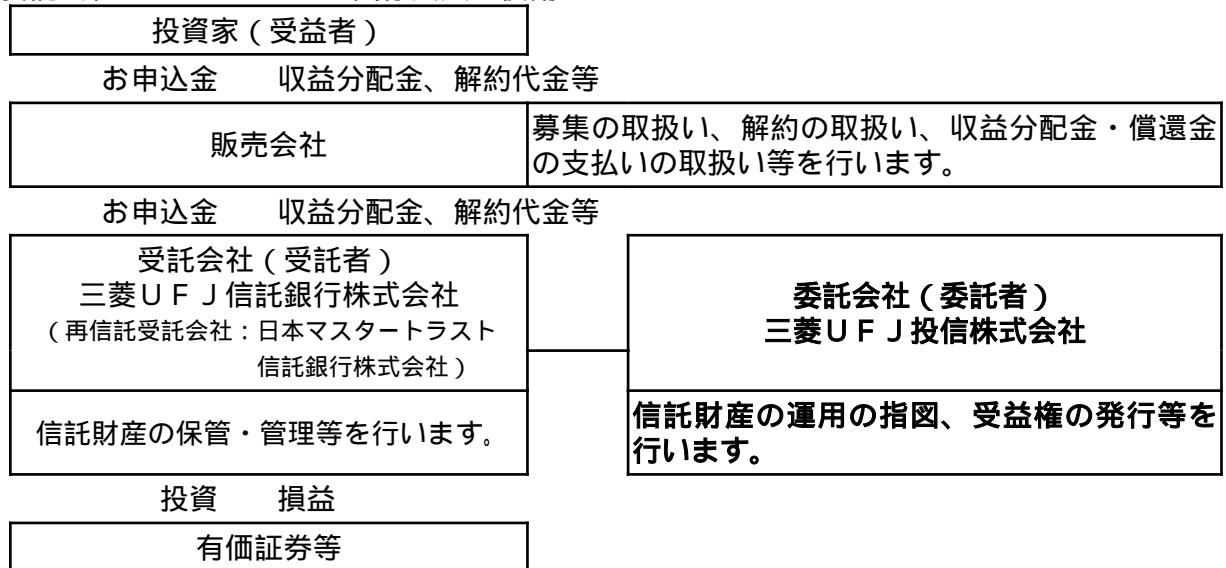 投資家（受益者）
お申込金　　収益分配金、解約代金等
販売会社
募集の取扱い、解約の取扱い、収益分配金・償還金
の支払いの取扱い等を行います。
お申込金　　収益分配金、解約代金等
受託会社（受託者）
三菱ＵＦＪ信託銀行株式会社
（再信託受託会社：日本マスタートラスト
信託銀行株式会社）
委託会社（委託者）
三菱ＵＦＪ投信株式会社
信託財産の保管・管理等を行います。
信託財産の運用の指図、受益権の発行等を
行います。
投資　　損益
有価証券等